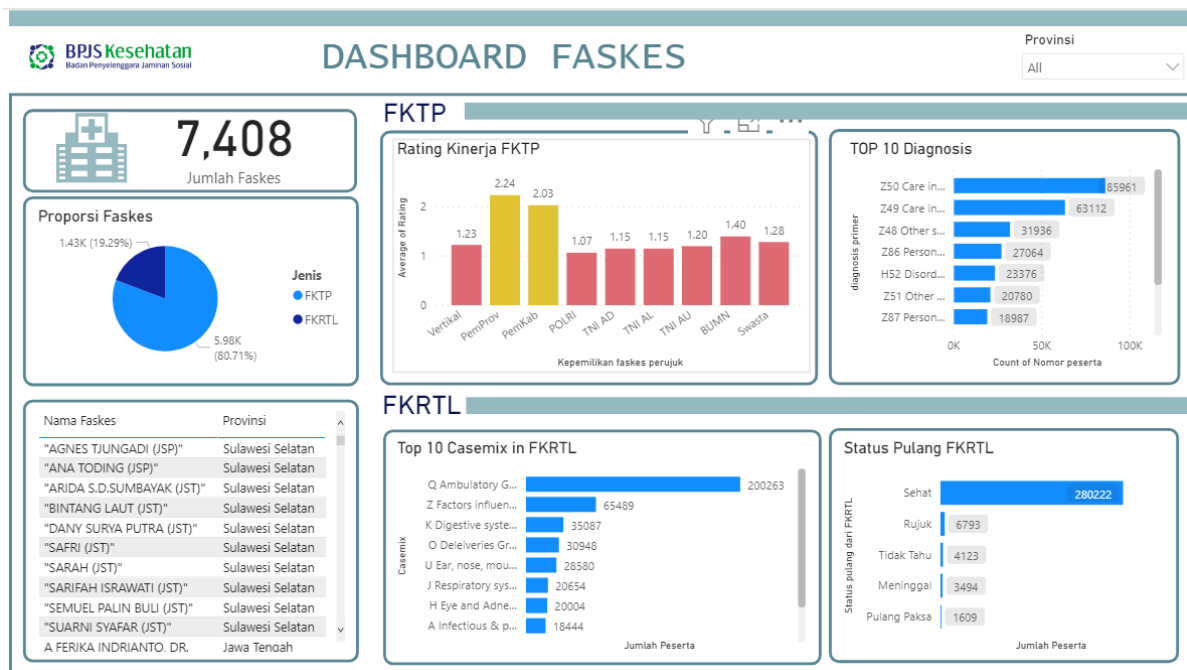 BPJS Kesehatan
Badan Penyelenggara Jaminan Sosial
DASHBOARD FASKES
Provinsi
All
7,408
Jumlah Faskes
Proporsi Faskes
1.43K (19.29%)
5.98K
(80.71%)
Jenis
FKTP
FKRTL
Nama Faskes Provinsi
"AGNES TJUNGADI (JSP)" Sulawesi Selatan
"ANA TODING (JSP)" Sulawesi Selatan
"ARIDA S.D.SUMBAYAK (JST)" Sulawesi Selatan
"BINTANG LAUT (JST)" Sulawesi Selatan
"DANY SURYA PUTRA (JST)" Sulawesi Selatan
"SAFRI (JST)" Sulawesi Selatan
"SARAH (JST)" Sulawesi Selatan
"SARIFAH ISRAWATI (JST)" Sulawesi Selatan
"SEMUEL PALIN BULI (JST)" Sulawesi Selatan
"SUARNI SYAFAR (JST)" Sulawesi Selatan
A FERIKA INDRIANTO. DR. Jawa Tengah
FKTP
Rating Kinerja FKTP
Average of Rating
2
1
0
1.23
2.24
2.03
1.07
1.15
1.15
1.20
1.40
1.28
Vertikal
PemProv
PemKab
POLRI
TNI AD
TNI AL
TNI AU
BUMN
Swasta
Kepemilikan faskes perujuk
TOP 10 Diagnosis
diagnosis primer
Z50 Care in... 85961
Z49 Care in... 63112
Z48 Other s... 31936
Z86 Person... 27064
H52 Disord... 23376
Z51 Other ... 20780
Z87 Person... 18987
0K 50K 100K
Count of Nomor peserta
FKRTL
Top 10 Casemix in FKRTL
Casemix
Q Ambulatory G... 200263
Z Factors influen... 65489
K Digestive syste... 35087
O Deleiveries Gr... 30948
U Ear, nose, mou... 28580
J Respiratory sys... 20654
H Eye and Adne... 20004
A Infectious & p... 18444
Jumlah Peserta
Status Pulang FKRTL
Status pulang dari FKRTL
Sehat 280222
Rujuk 6793
Tidak Tahu 4123
Meninggal 3494
Pulang Paksa 1609
Jumlah Peserta